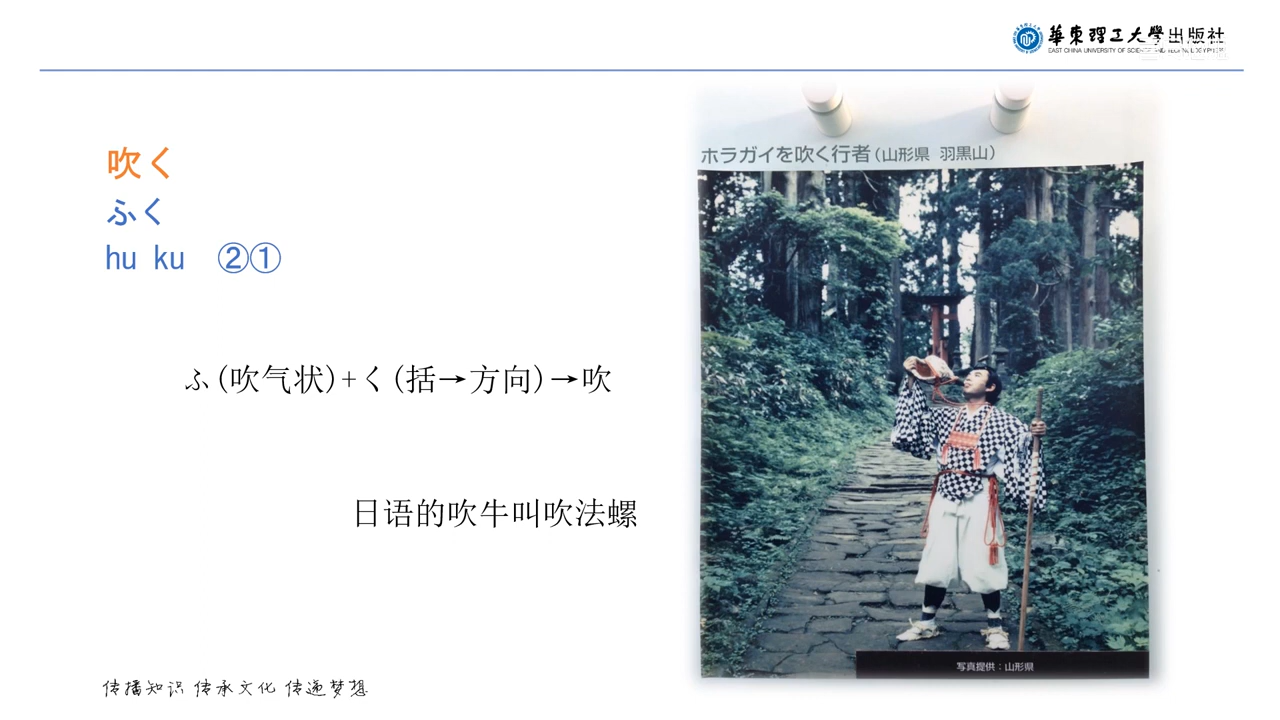 華東理工大學出版社
吹く
ふく
hu ku ②①
ふ(吹气状)+く(括→方向)→吹
日语的吹牛叫吹法螺
ホラガイを吹く行者(山形県 羽黒山)
写真提供:山形県
传播知识 传承文化 传递梦想